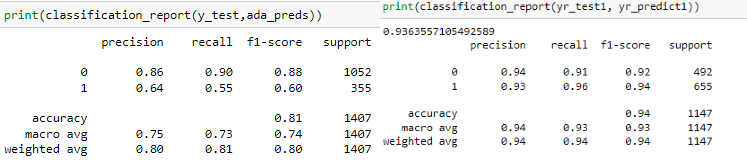 print(classification_report(y_test,ada_preds))
precision recall f1-score support
0 0.86 0.90 0.88 1052
1 0.64 0.55 0.60 355
accuracy 0.81 1407
macro avg 0.75 0.73 0.74 1407
weighted avg 0.80 0.81 0.80 1407
print(classification_report(yr_test1, yr_predict1))
0.9363557105492589
precision recall f1-score support
0 0.94 0.91 0.92 492
1 0.93 0.96 0.94 655
accuracy 0.94 1147
macro avg 0.94 0.93 0.93 1147
weighted avg 0.94 0.94 0.94 1147